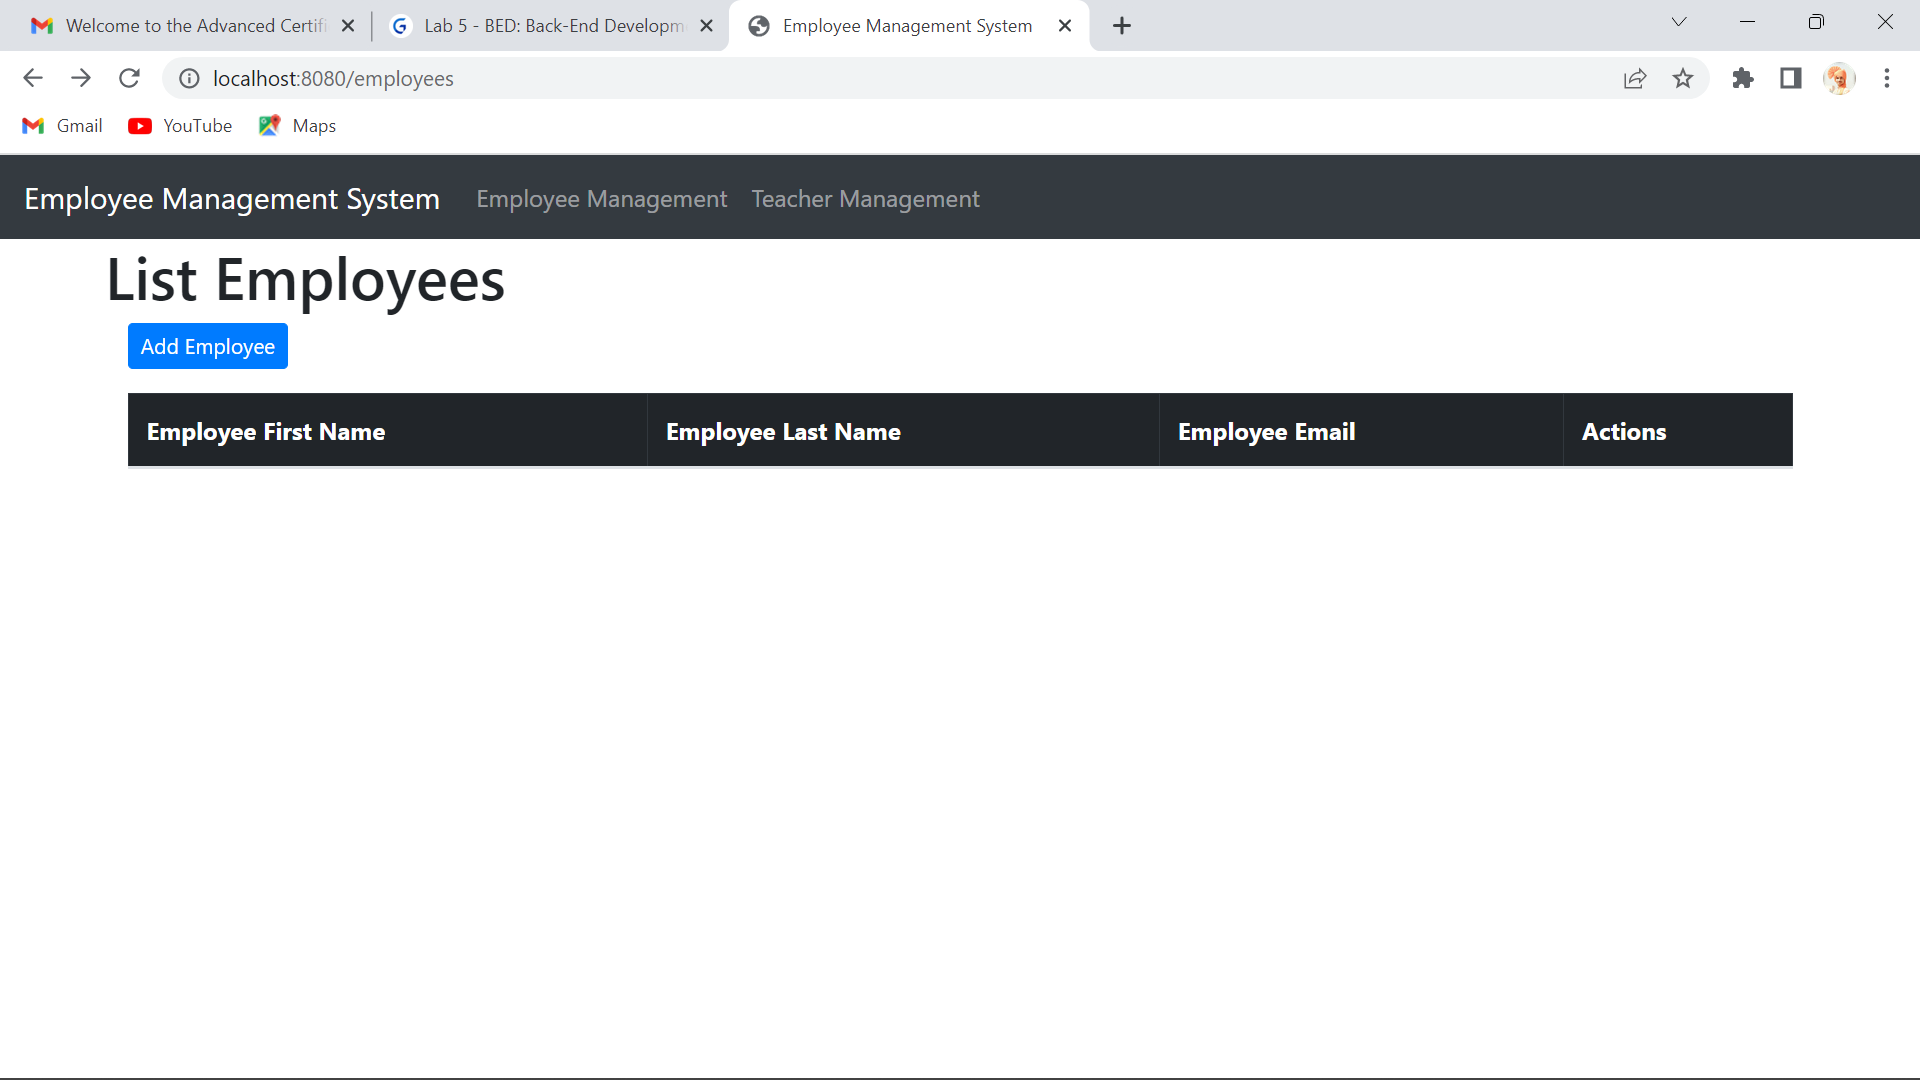 Welcome to the Advanced Certifi
Lab 5 - BED: Back-End Developm
Employee Management System
localhost:8080/employees
Gmail
YouTube
Maps
Employee Management System Employee Management Teacher Management
List Employees
Add Employee
Employee First Name Employee Last Name Employee Email Actions